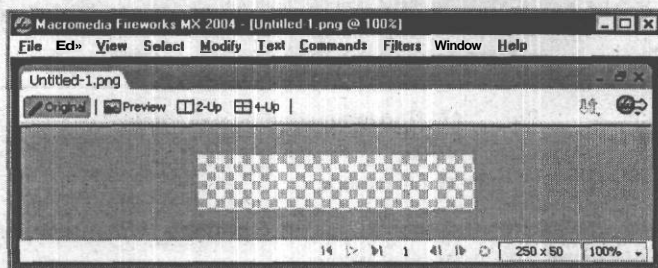 Macromedia Fireworks MX 2004 - [Untitled-1.png @ 100%]
File Ed» View Select Modify Text Commands Filters Window Help
Untitled-1.png
Original Preview 2-Up 4-Up
1 250 x 50 100%